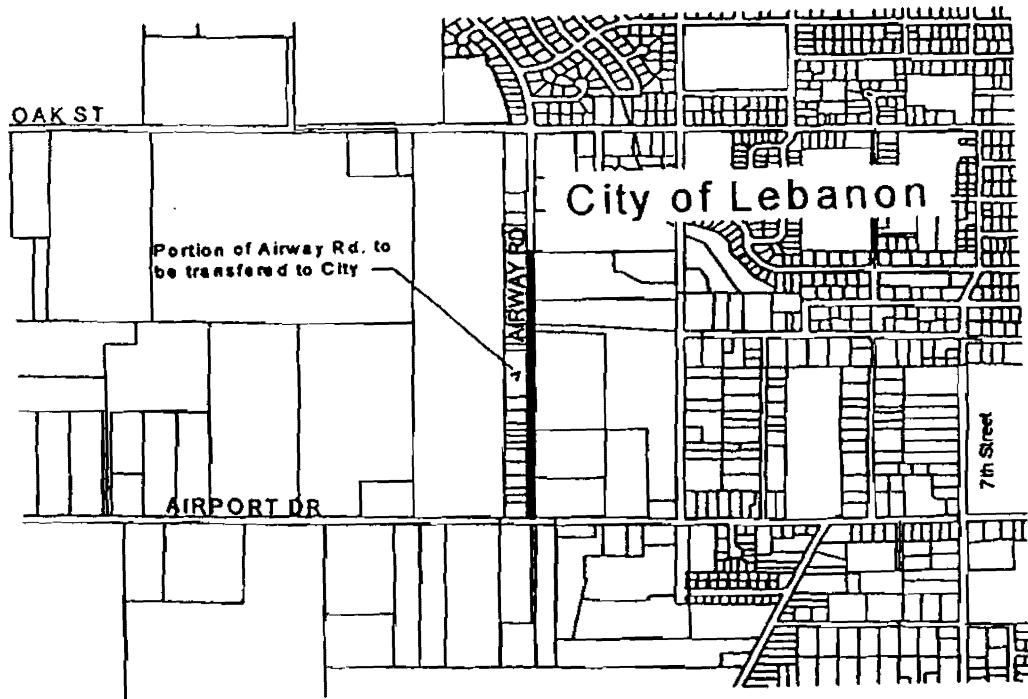 OAK ST
City of Lebanon
Portion of Airway Rd. to
be transfered to City
AIRWAY RD
7th Street
AIRPORT DR